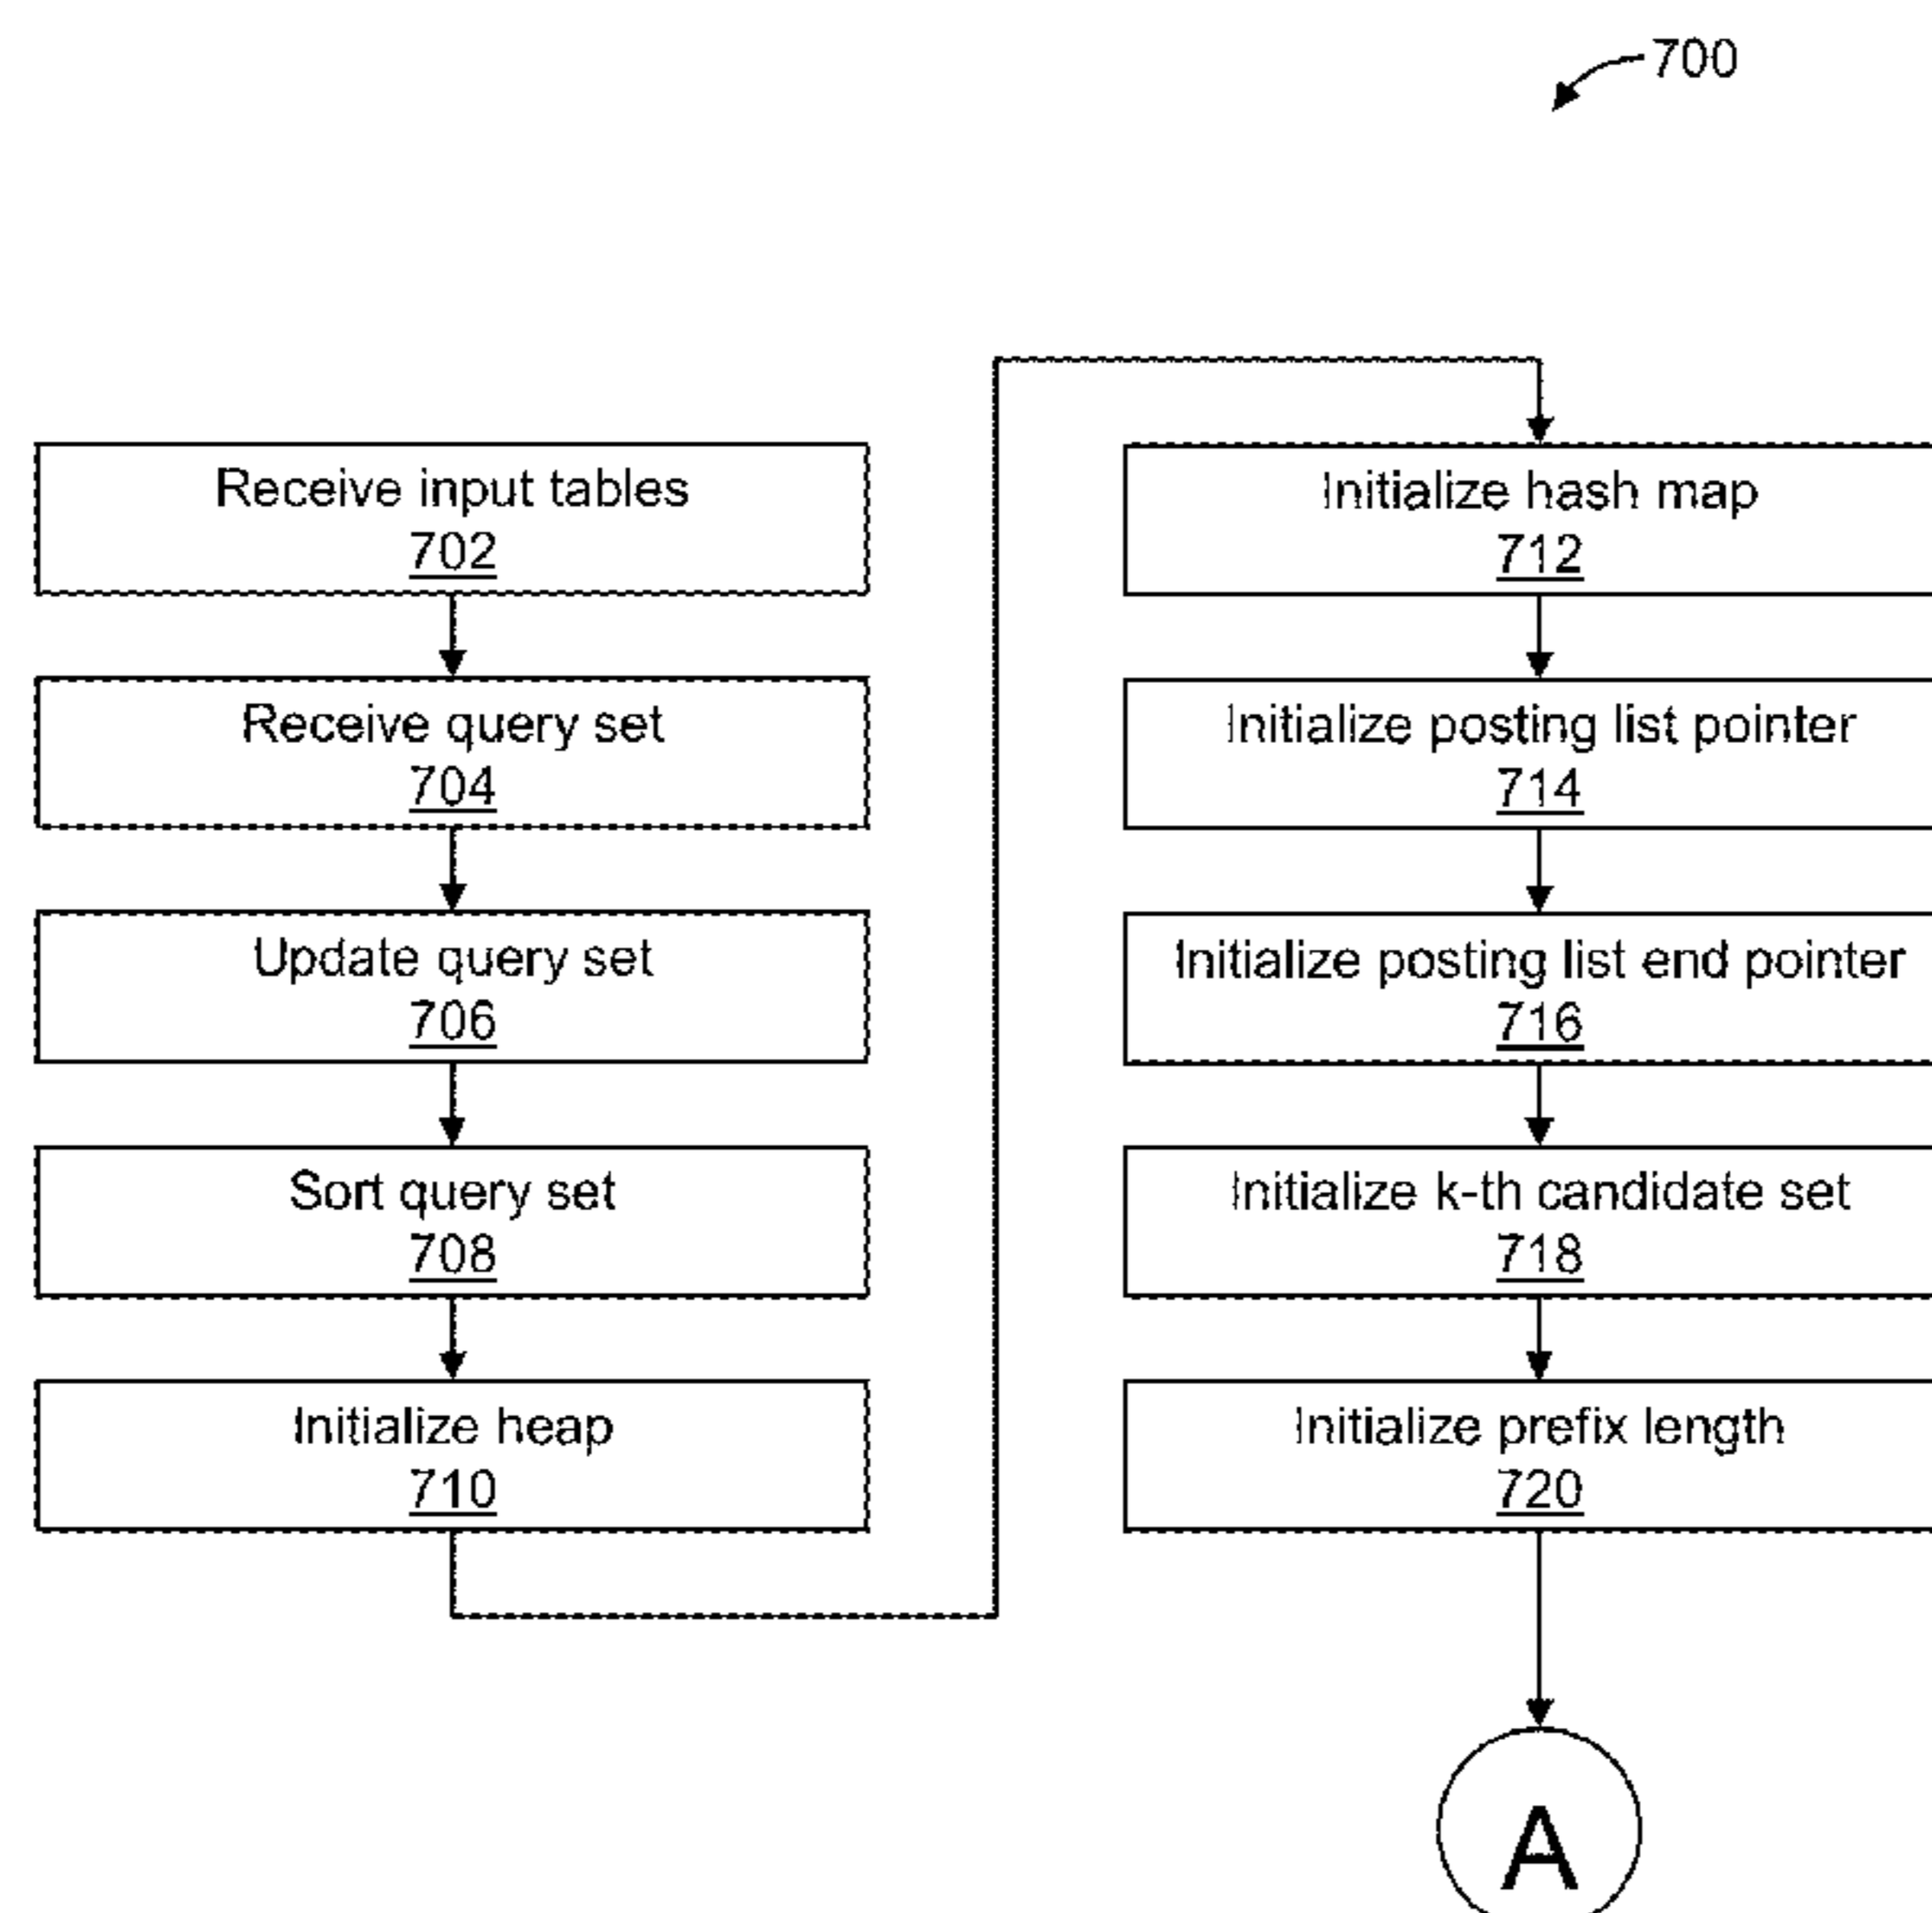 700
Receive input tables
702
Receive query set
704
Update query set
706
Sort query set
708
Initialize heap
710
Initialize hash map
712
Initialize posting list pointer
714
Initialize posting list end pointer
716
Initialize k-th candidate set
718
Initialize prefix length
720
A